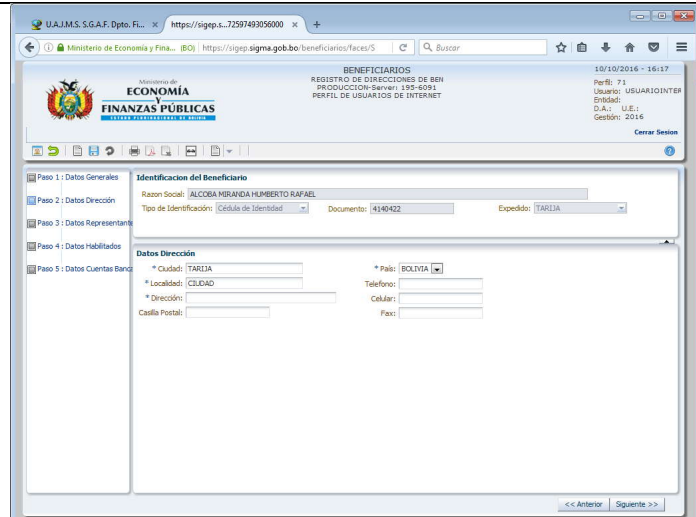 U.A.J.M.S. S.G.A.F. Dpto. Fi... × https://sigep.s...72597493056000 × +
Ministerio de Economía y Fina... (BO) https://sigep.sigma.gob.bo/beneficiarios/faces/S Buscar
Ministerio de
ECONOMÍA
Y
FINANZAS PÚBLICAS
ESTADO PLURINACIONAL DE BOLIVIA
BENEFICIARIOS
REGISTRO DE DIRECCIONES DE BEN
PRODUCCION-Server: 195-6091
PERFIL DE USUARIOS DE INTERNET
10/10/2016 - 16:17
Perfil: 71
Usuario: USUARIOINTER
Entidad:
D.A.: U.E.:
Gestión: 2016
Cerrar Sesion
Paso 1 : Datos Generales
Paso 2 : Datos Dirección
Paso 3 : Datos Representante
Paso 4 : Datos Habilitados
Paso 5 : Datos Cuentas Banca
Identificacion del Beneficiario
Razon Social: ALCOBA MIRANDA HUMBERTO RAFAEL
Tipo de Identificación: Cédula de Identidad Documento: 4140422 Expedido: TARIJA
Datos Dirección
* Ciudad: TARIJA * País: BOLIVIA
* Localidad: CIUDAD Telefono:
* Dirección: Celular:
Casilla Postal: Fax:
<< Anterior Siguiente >>